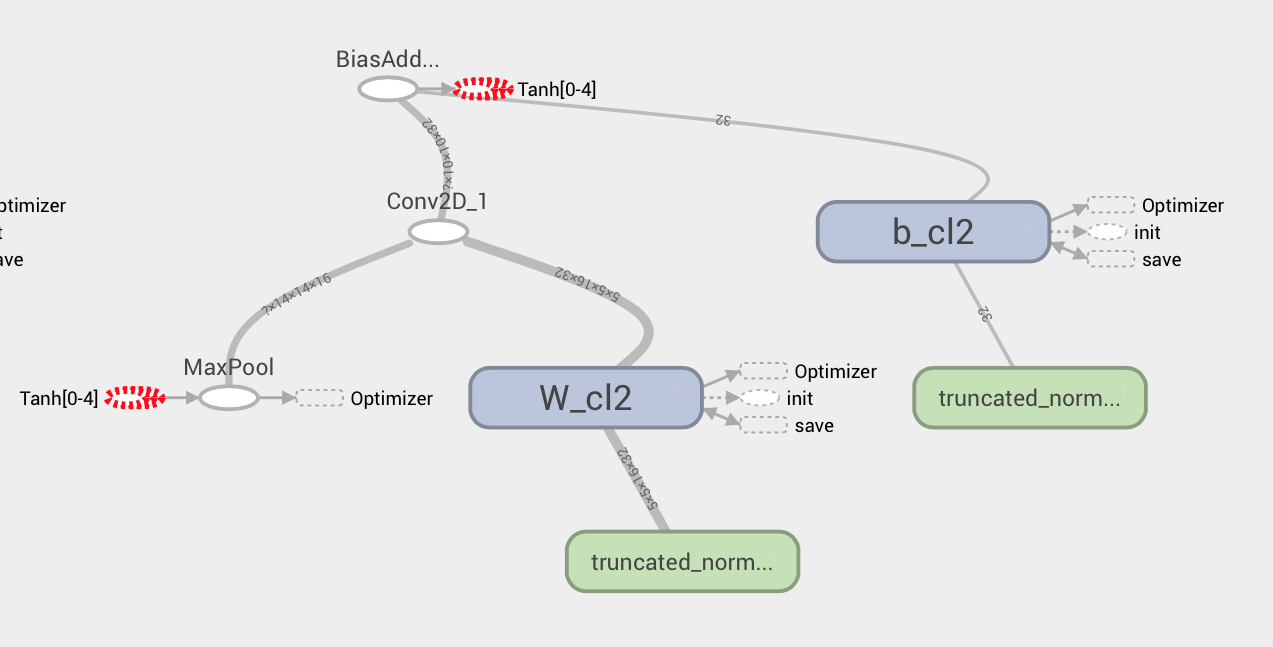 BiasAdd...
Tanh[0-4]
32
?×10×10×32
Conv2D_1
ptimizer
t
ave
b_cl2
Optimizer
init
save
?×14×14×16
5×5×16×32
32
MaxPool
Tanh[0-4]
Optimizer
W_cl2
Optimizer
init
save
truncated_norm...
5×5×16×32
truncated_norm...